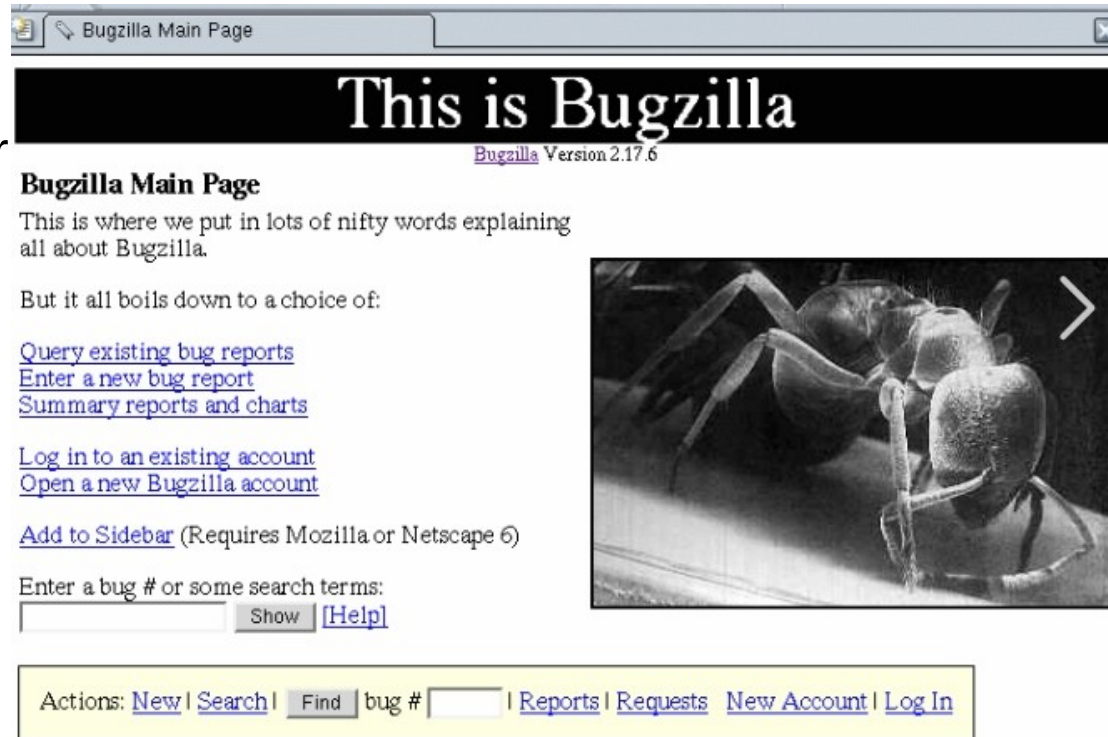 Bugzilla Main Page
This is Bugzilla
Bugzilla Version 2.17.6
Bugzilla Main Page
This is where we put in lots of nifty words explaining
all about Bugzilla.
But it all boils down to a choice of:
Query existing bug reports
Enter a new bug report
Summary reports and charts
Log in to an existing account
Open a new Bugzilla account
Add to Sidebar (Requires Mozilla or Netscape 6)
Enter a bug # or some search terms:
Show [Help]
Actions: New | Search | Find bug # | Reports | Requests New Account | Log In